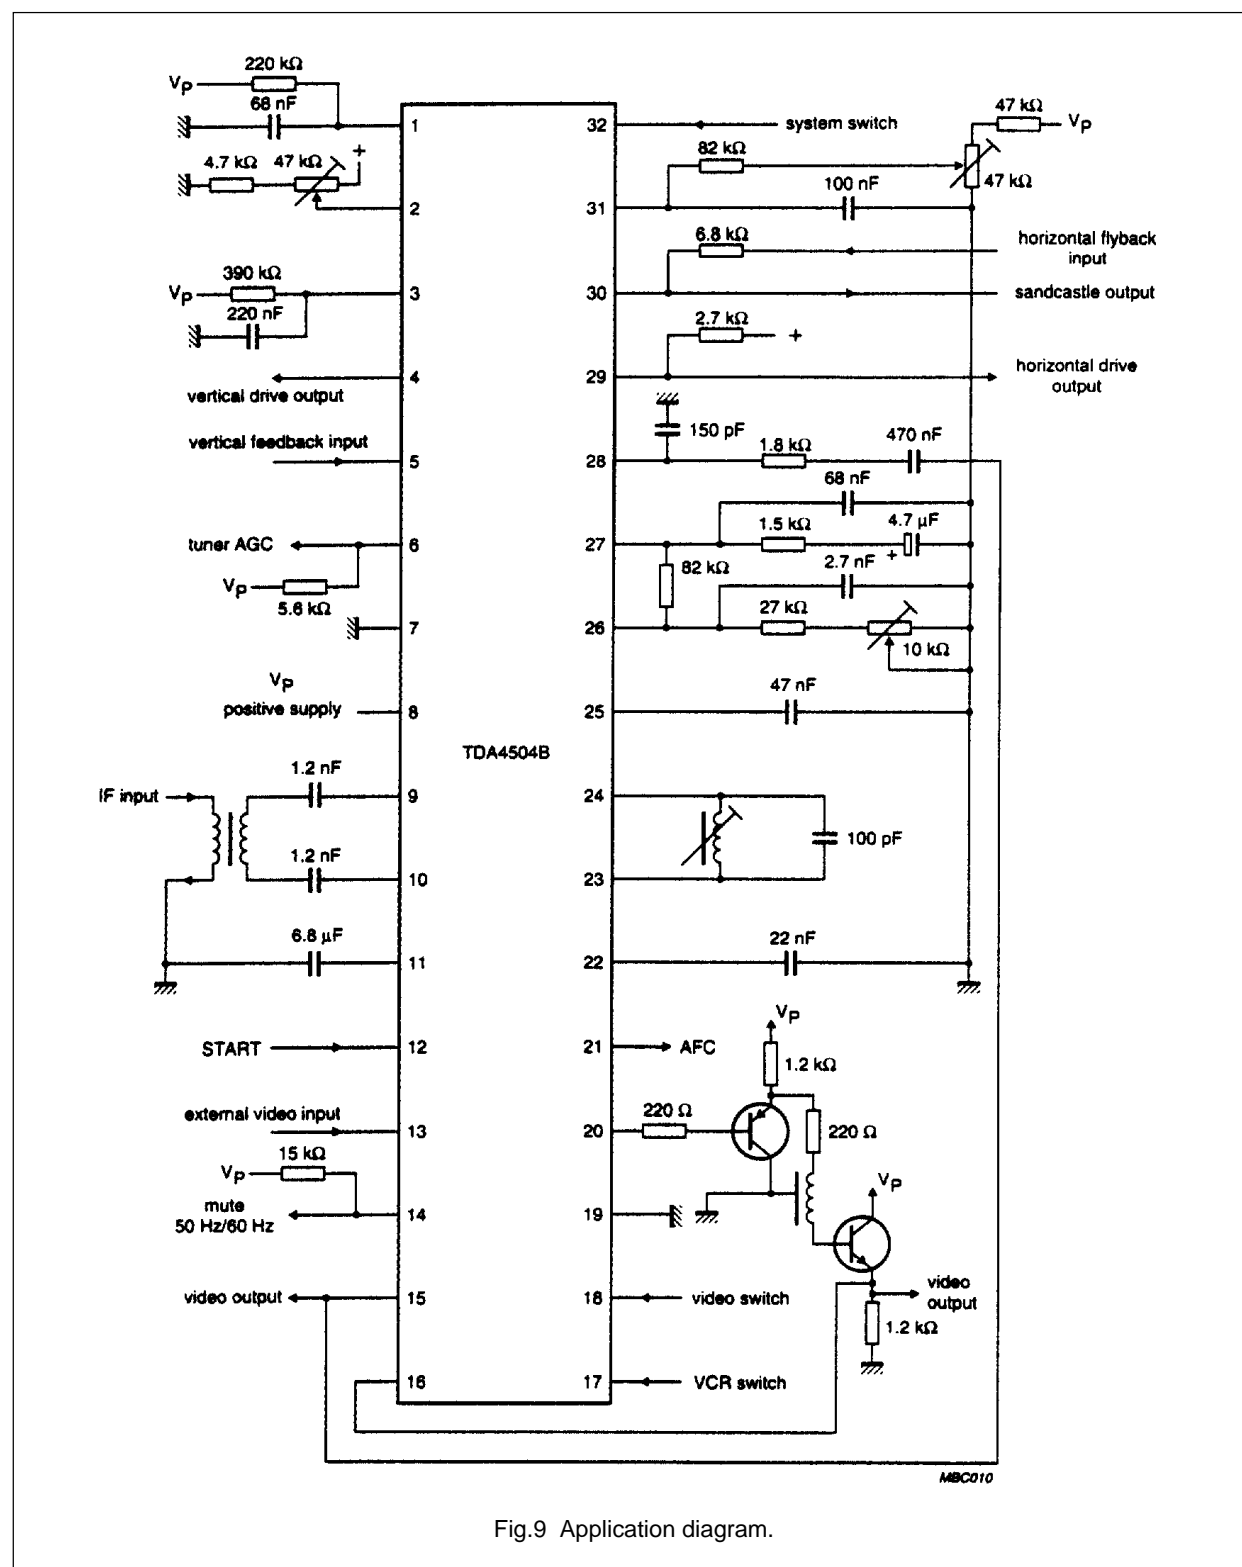 220 kΩ
VP
68 nF
1
4.7 kΩ
47 kΩ
+
2
390 kΩ
VP
3
220 nF
4
vertical drive output
vertical feedback input
5
tuner AGC
6
VP
5.6 kΩ
7
VP
positive supply
8
1.2 nF
IF input
9
1.2 nF
10
6.8 µF
11
START
12
external video input
13
15 kΩ
VP
mute
50 Hz/60 Hz
14
video output
15
16
TDA4504B
32
system switch
47 kΩ
VP
82 kΩ
47 kΩ
100 nF
31
6.8 kΩ
horizontal flyback
input
30
sandcastle output
2.7 kΩ
+
29
horizontal drive
output
150 pF
28
1.8 kΩ
470 nF
68 nF
27
1.5 kΩ
4.7 µF
+
82 kΩ
2.7 nF
26
27 kΩ
10 kΩ
47 nF
25
24
100 pF
23
22 nF
22
VP
21
AFC
1.2 kΩ
220 Ω
20
220 Ω
VP
19
18
video switch
video
output
1.2 kΩ
17
VCR switch
MBC010
Fig.9 Application diagram.